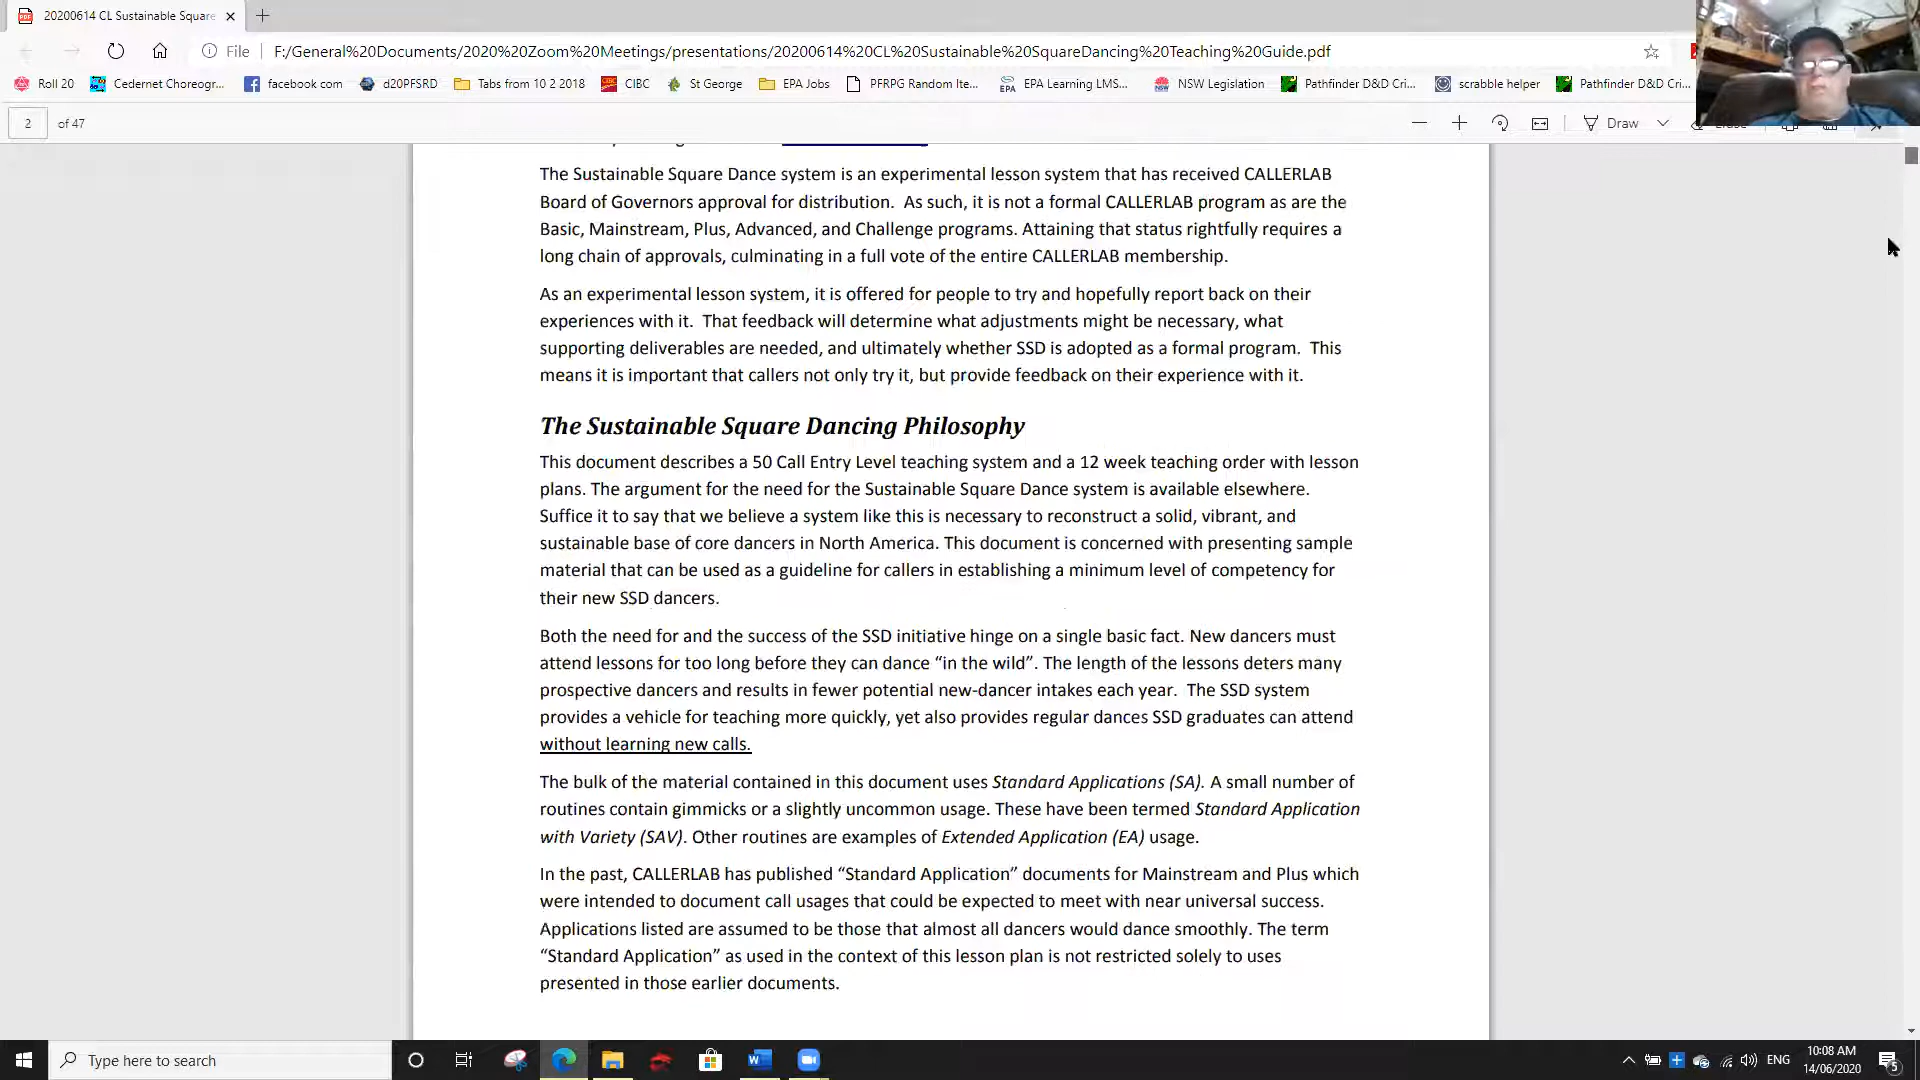 20200614 CL Sustainable Square
File
F:/General%20Documents/2020%20Zoom%20Meetings/presentations/20200614%20CL%20Sustainable%20SquareDancing%20Teaching%20Guide.pdf
Roll 20
Cedernet Choreogr...
facebook com
d20PFSRD
Tabs from 10 2 2018
CIBC
St George
EPA Jobs
PFRPG Random Ite...
EPA Learning LMS...
NSW Legislation
Pathfinder D&D Cri...
scrabble helper
Pathfinder D&D Cri...
2 of 47
Draw
The Sustainable Square Dance system is an experimental lesson system that has received CALLERLAB
Board of Governors approval for distribution.  As such, it is not a formal CALLERLAB program as are the
Basic, Mainstream, Plus, Advanced, and Challenge programs. Attaining that status rightfully requires a
long chain of approvals, culminating in a full vote of the entire CALLERLAB membership.
As an experimental lesson system, it is offered for people to try and hopefully report back on their
experiences with it.  That feedback will determine what adjustments might be necessary, what
supporting deliverables are needed, and ultimately whether SSD is adopted as a formal program.  This
means it is important that callers not only try it, but provide feedback on their experience with it.
The Sustainable Square Dancing Philosophy
This document describes a 50 Call Entry Level teaching system and a 12 week teaching order with lesson
plans. The argument for the need for the Sustainable Square Dance system is available elsewhere.
Suffice it to say that we believe a system like this is necessary to reconstruct a solid, vibrant, and
sustainable base of core dancers in North America. This document is concerned with presenting sample
material that can be used as a guideline for callers in establishing a minimum level of competency for
their new SSD dancers.
Both the need for and the success of the SSD initiative hinge on a single basic fact. New dancers must
attend lessons for too long before they can dance “in the wild”. The length of the lessons deters many
prospective dancers and results in fewer potential new-dancer intakes each year.  The SSD system
provides a vehicle for teaching more quickly, yet also provides regular dances SSD graduates can attend
without learning new calls.
The bulk of the material contained in this document uses Standard Applications (SA). A small number of
routines contain gimmicks or a slightly uncommon usage. These have been termed Standard Application
with Variety (SAV). Other routines are examples of Extended Application (EA) usage.
In the past, CALLERLAB has published “Standard Application” documents for Mainstream and Plus which
were intended to document call usages that could be expected to meet with near universal success.
Applications listed are assumed to be those that almost all dancers would dance smoothly. The term
“Standard Application” as used in the context of this lesson plan is not restricted solely to uses
presented in those earlier documents.
Type here to search
ENG
10:08 AM
14/06/2020
5